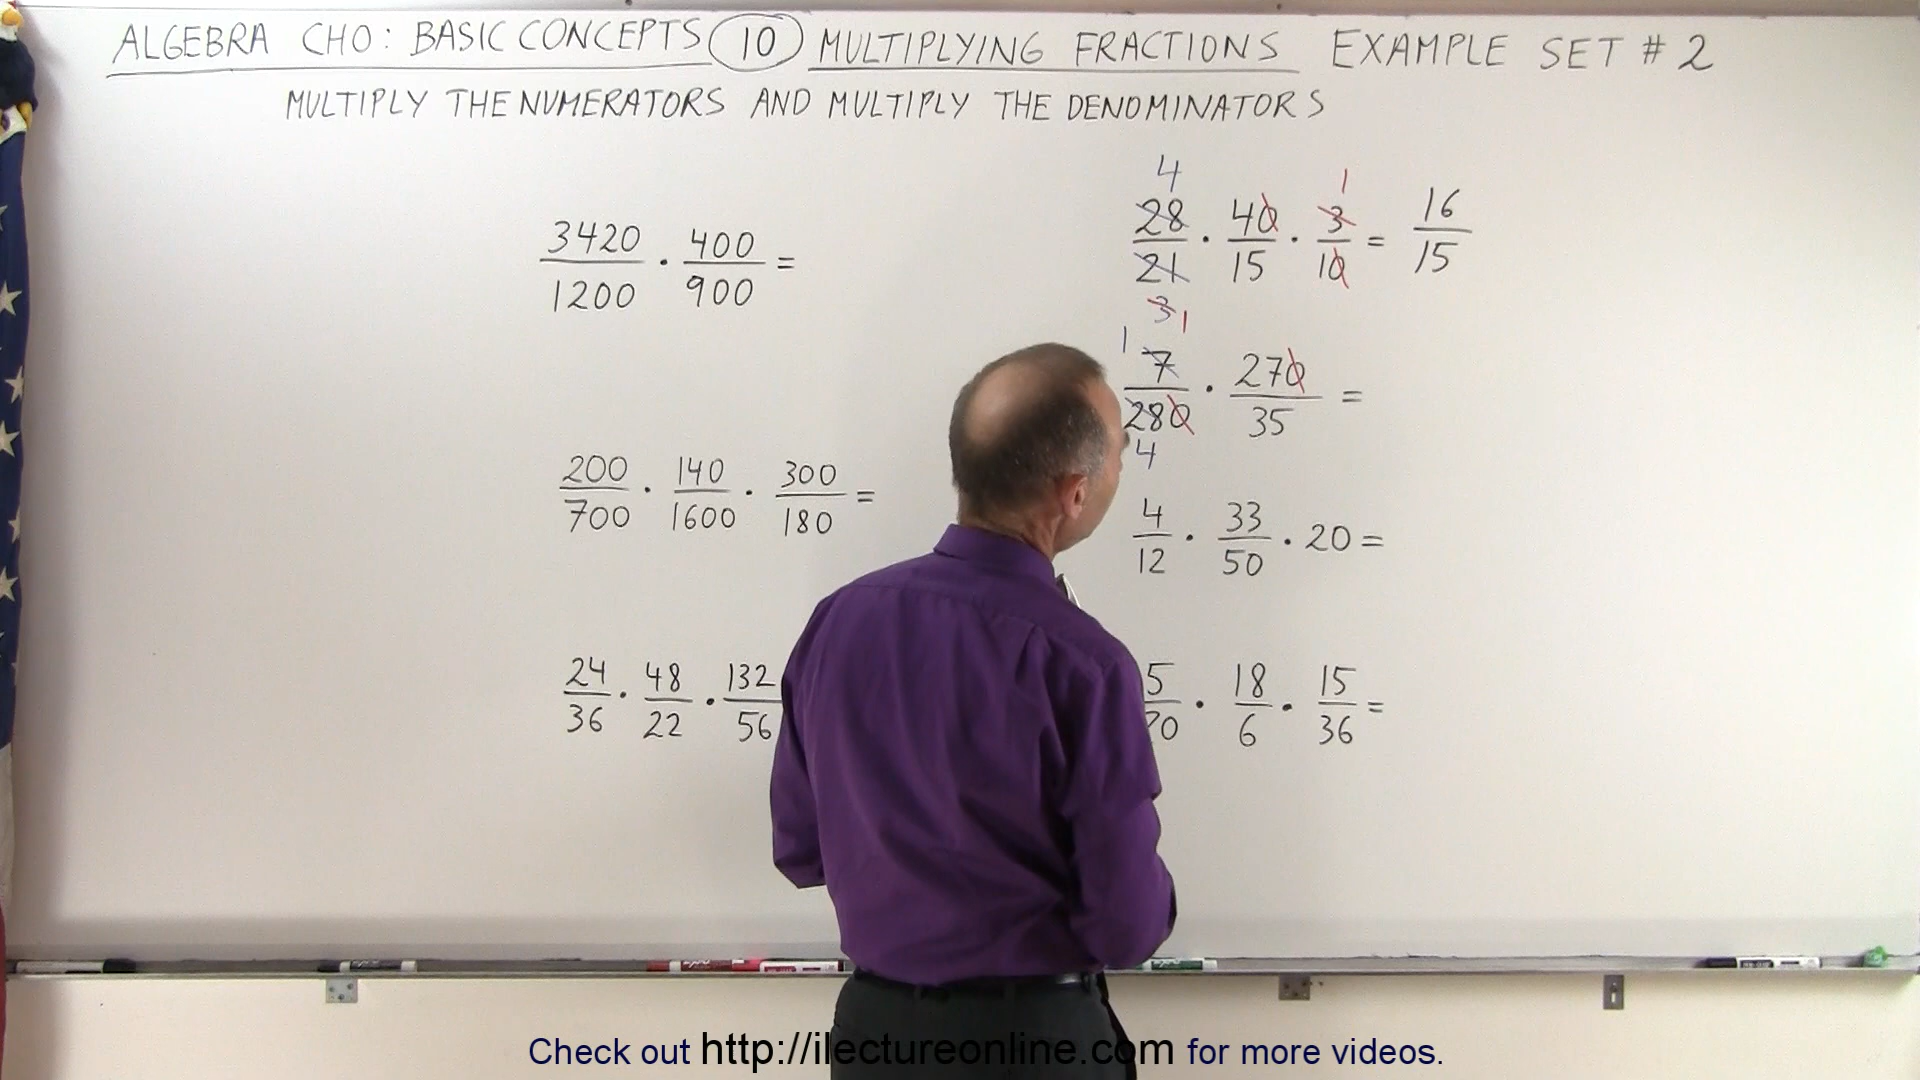 ALGEBRA CHO: BASIC CONCEPTS 10 MULTIPLYING FRACTIONS EXAMPLE SET # 2
MULTIPLY THE NUMERATORS AND MULTIPLY THE DENOMINATORS
3420/1200 · 400/900 =
200/700 · 140/1600 · 300/180 =
24/36 · 48/22 · 132/56
4
1
28/21 · 40/15 · 3/10 = 16/15
3 1
1
7/280 · 270/35 =
4
4/12 · 33/50 · 20 =
18/6 · 15/36 =
Check out http://ilectureonline.com for more videos.